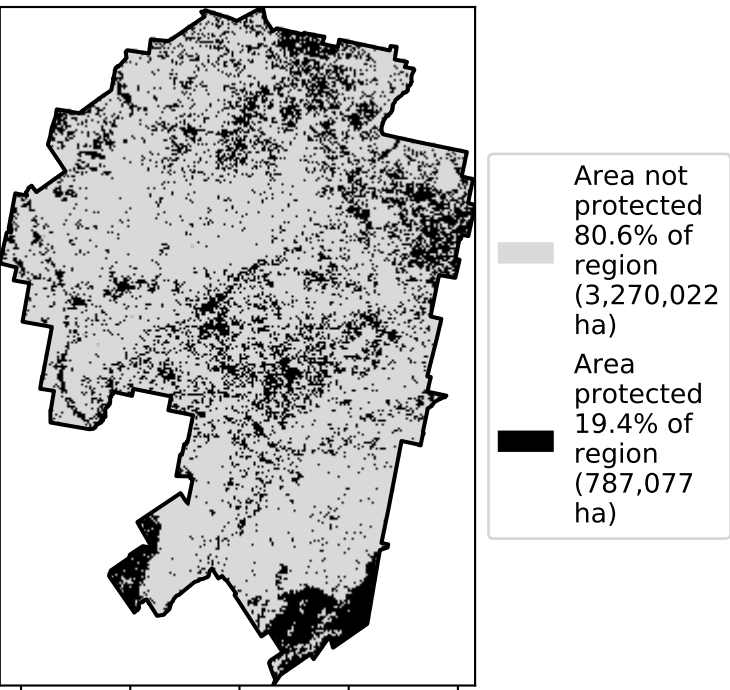 Area not
protected
80.6% of
region
(3,270,022
ha)
Area
protected
19.4% of
region
(787,077
ha)